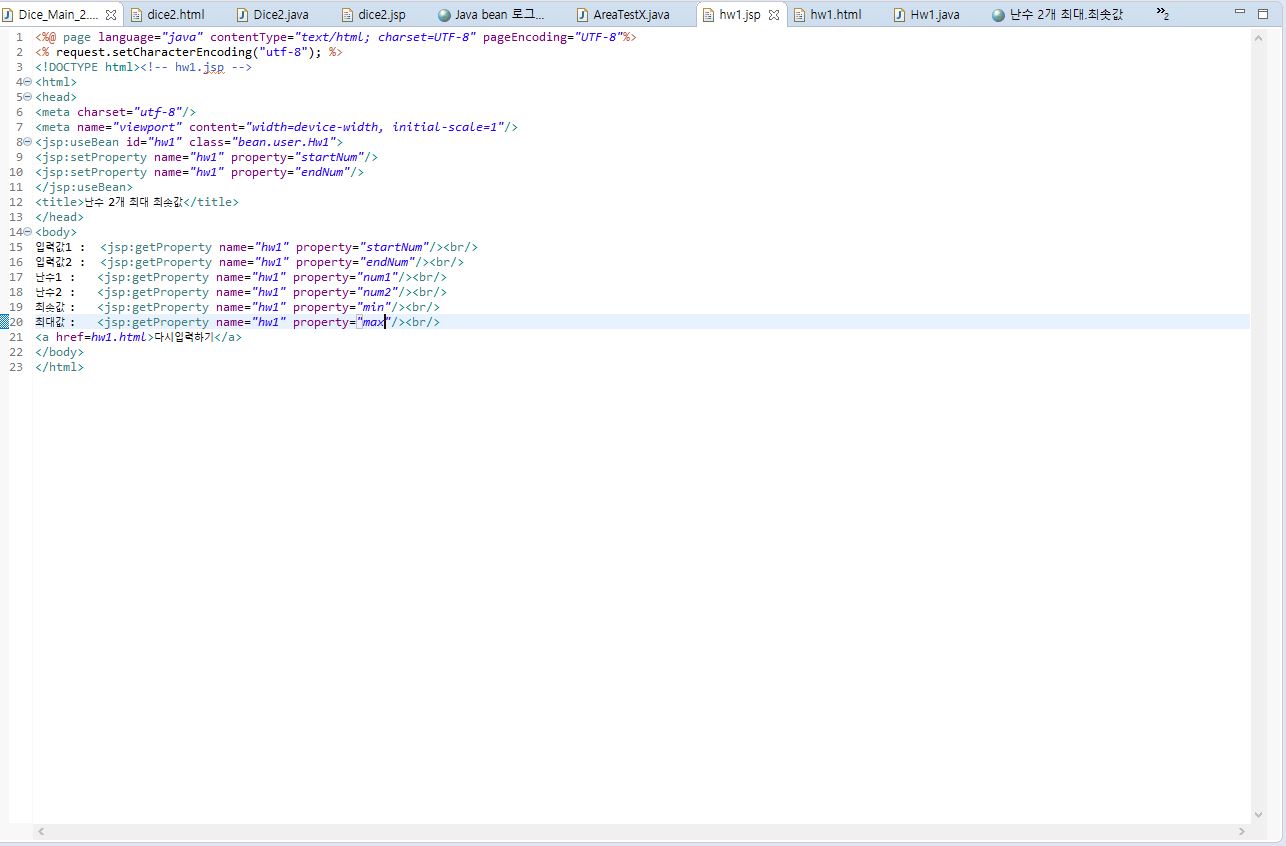 Dice_Main_2.... dice2.html Dice2.java dice2.jsp Java bean 로그... AreaTestX.java hw1.jsp hw1.html Hw1.java 난수 2개 최대.최솟값 »2
1 <%@ page language="java" contentType="text/html; charset=UTF-8" pageEncoding="UTF-8"%>
2 <% request.setCharacterEncoding("utf-8"); %>
3 <!DOCTYPE html><!-- hw1.jsp -->
4 <html>
5 <head>
6 <meta charset="utf-8"/>
7 <meta name="viewport" content="width=device-width, initial-scale=1"/>
8 <jsp:useBean id="hw1" class="bean.user.Hw1">
9 <jsp:setProperty name="hw1" property="startNum"/>
10 <jsp:setProperty name="hw1" property="endNum"/>
11 </jsp:useBean>
12 <title>난수 2개 최대 최솟값</title>
13 </head>
14 <body>
15 입력값1 : <jsp:getProperty name="hw1" property="startNum"/><br/>
16 입력값2 : <jsp:getProperty name="hw1" property="endNum"/><br/>
17 난수1 : <jsp:getProperty name="hw1" property="num1"/><br/>
18 난수2 : <jsp:getProperty name="hw1" property="num2"/><br/>
19 최솟값 : <jsp:getProperty name="hw1" property="min"/><br/>
20 최대값 : <jsp:getProperty name="hw1" property="max"/><br/>
21 <a href=hw1.html>다시입력하기</a>
22 </body>
23 </html>